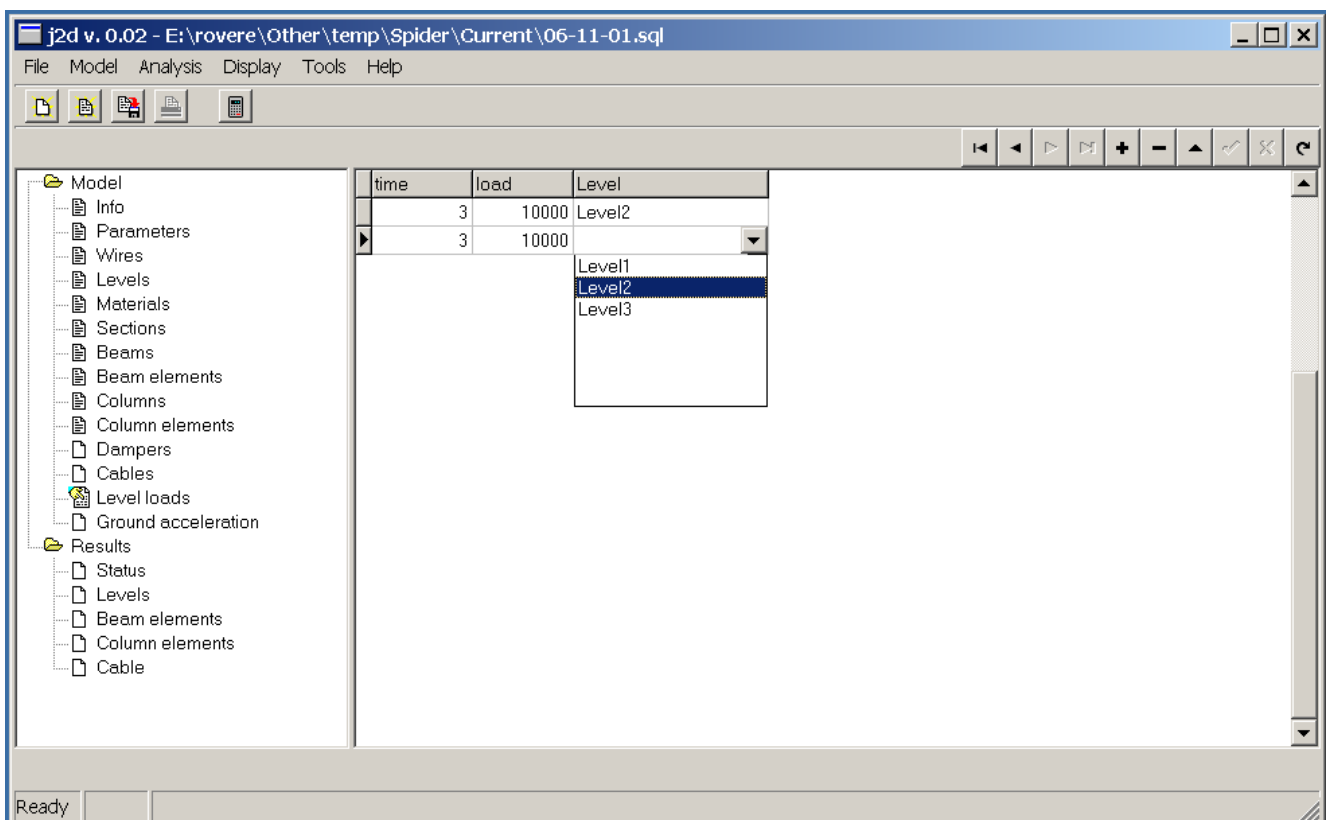 j2d v. 0.02 - E:\rovere\Other\temp\Spider\Current\06-11-01.sql
File Model Analysis Display Tools Help
Model
Info
Parameters
Wires
Levels
Materials
Sections
Beams
Beam elements
Columns
Column elements
Dampers
Cables
Level loads
Ground acceleration
Results
Status
Levels
Beam elements
Column elements
Cable
time load Level
3 10000 Level2
3 10000
Level1
Level2
Level3
Ready